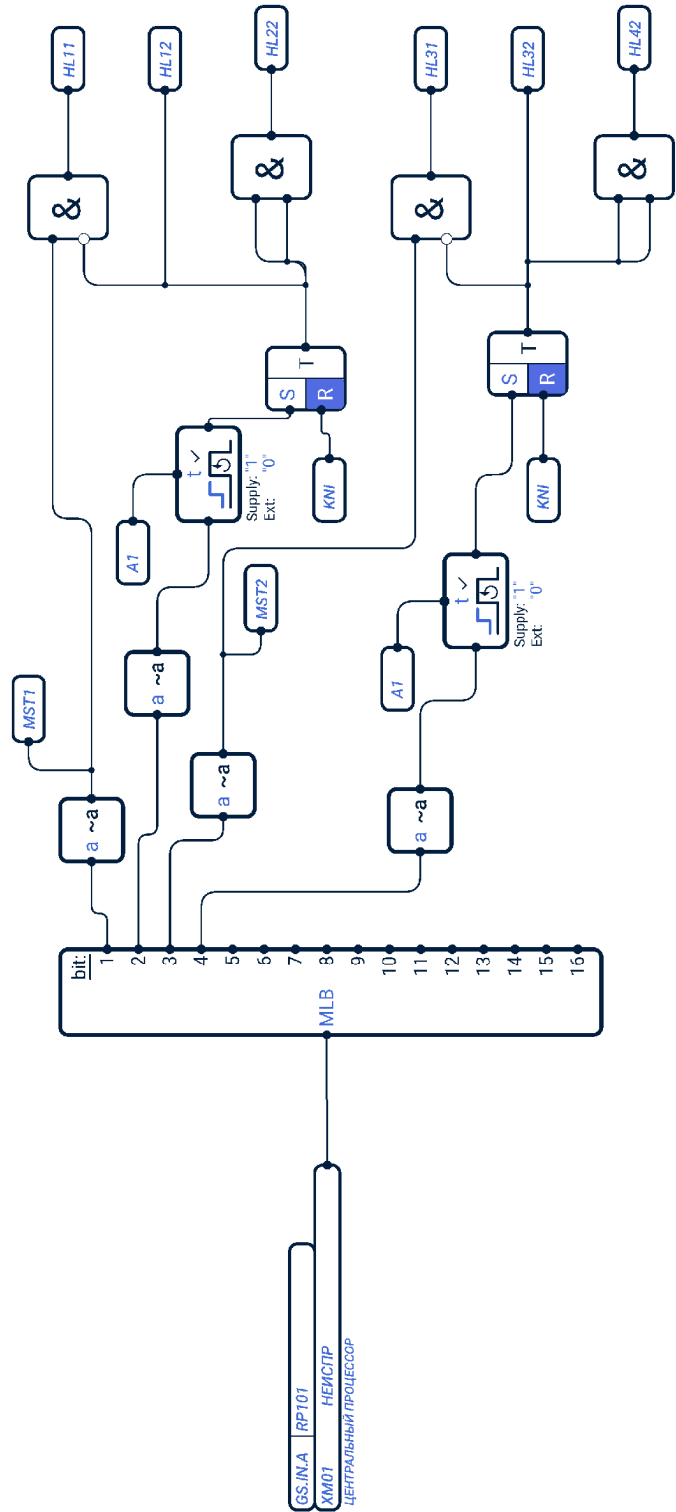 GS.IN.A RP101
XM01 НЕИСПР
ЦЕНТРАЛЬНЫЙ ПРОЦЕССОР
MLB
bit:
1
2
3
4
5
6
7
8
9
10
11
12
13
14
15
16
a ~a
MST1
a ~a
A1
t
Supply: "1"
Ext: "0"
a ~a
MST2
a ~a
A1
t
Supply: "1"
Ext: "0"
S T
R
KNI
S T
R
KNI
&
HL11
HL12
&
HL22
&
HL31
HL32
&
HL42